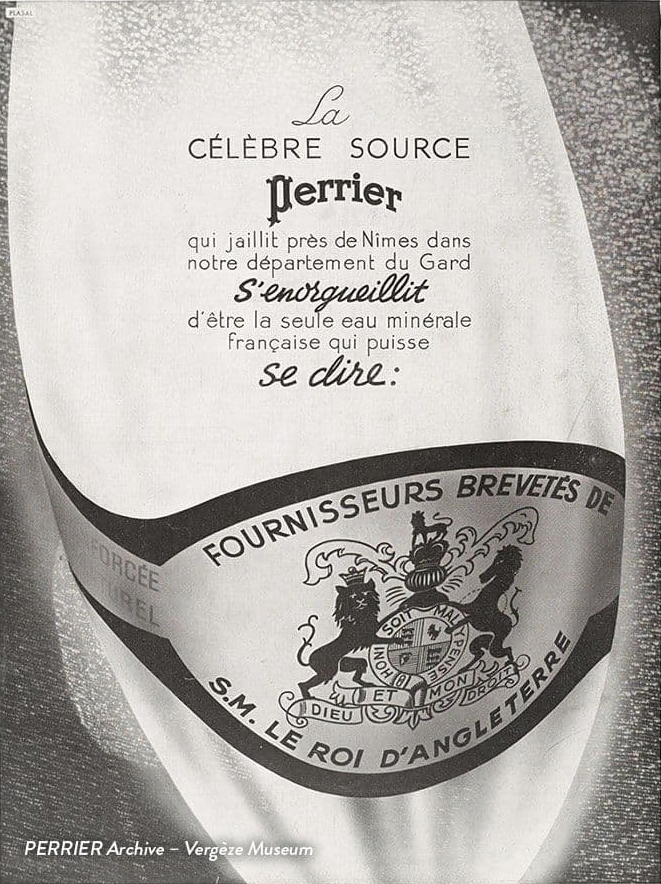 PLASAL
La
CÉLÈBRE SOURCE
Perrier
qui jaillit près de Nîmes dans
notre département du Gard
S'enorgueillit
d'être la seule eau minérale
française qui puisse
se dire:
FOURNISSEURS BREVETÉS DE
FORCÉE
TUREL
HONI SOIT MAL Y PENSE
DIEU ET MON DROIT
S.M. LE ROI D'ANGLETERRE
PERRIER Archive – Vergèze Museum